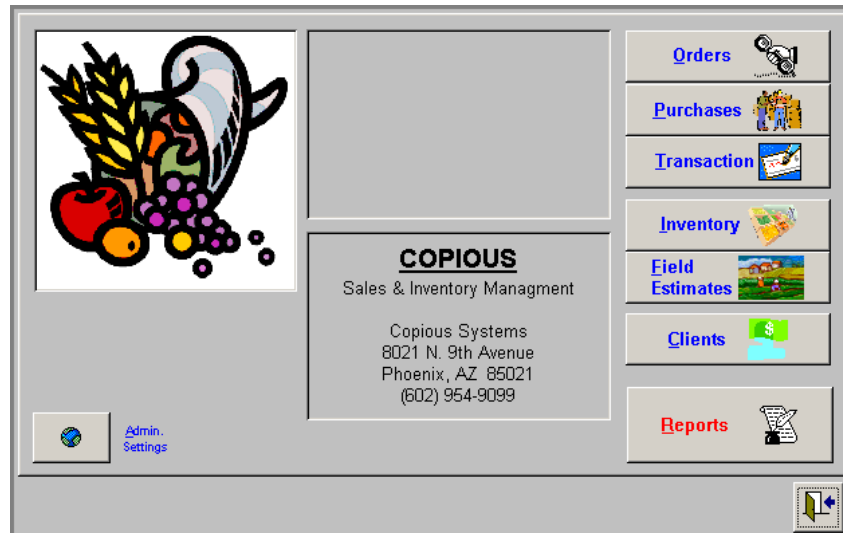 Orders
Purchases
Transaction
Inventory
Field
Estimates
Clients
Reports
COPIOUS
Sales & Inventory Managment
Copious Systems
8021 N. 9th Avenue
Phoenix, AZ 85021
(602) 954-9099
Admin.
Settings